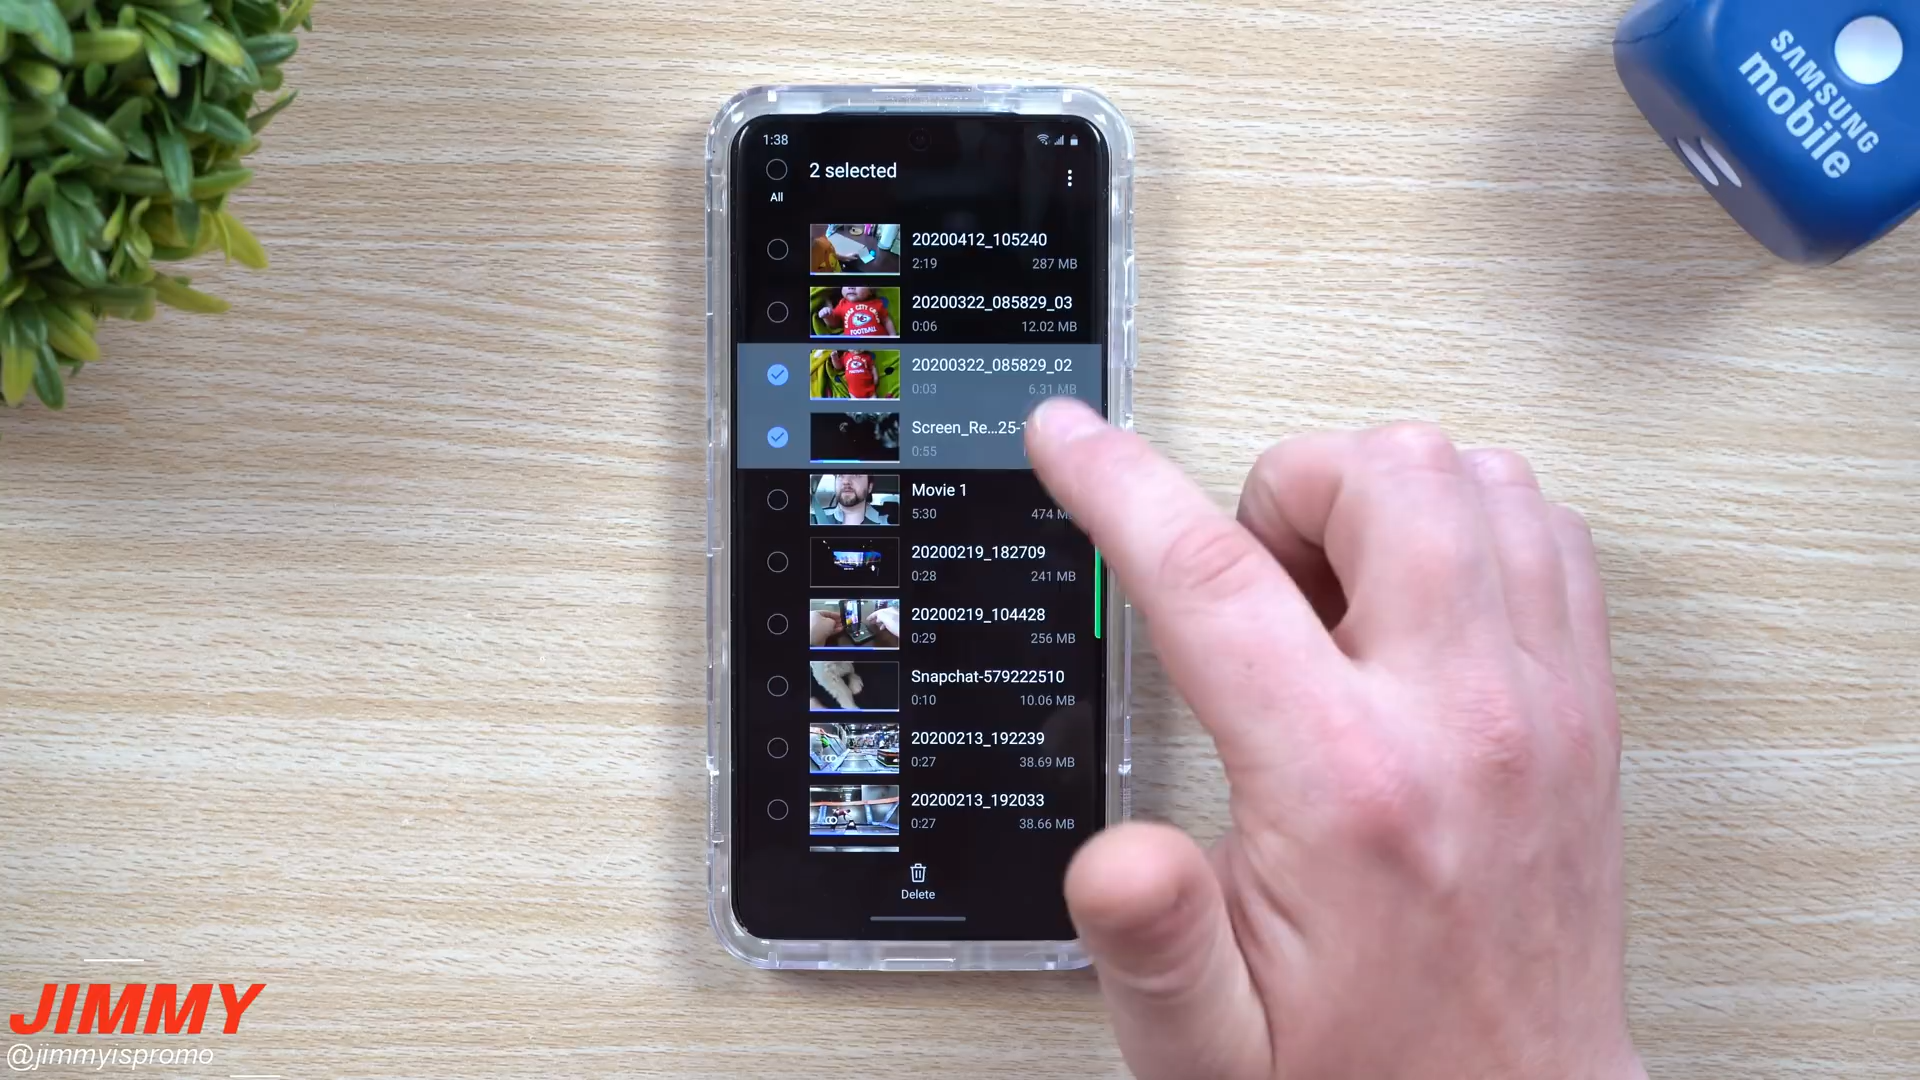 SAMSUNG
mobile
1:38
2 selected
All
20200412_105240
2:19 287 MB
20200322_085829_03
0:06 12.02 MB
20200322_085829_02
0:03 6.31 MB
Screen_Re...25-1
0:55
Movie 1
5:30 474 M
20200219_182709
0:28 241 MB
20200219_104428
0:29 256 MB
Snapchat-579222510
0:10 10.06 MB
20200213_192239
0:27 38.69 MB
20200213_192033
0:27 38.66 MB
Delete
JIMMY
@jimmyispromo